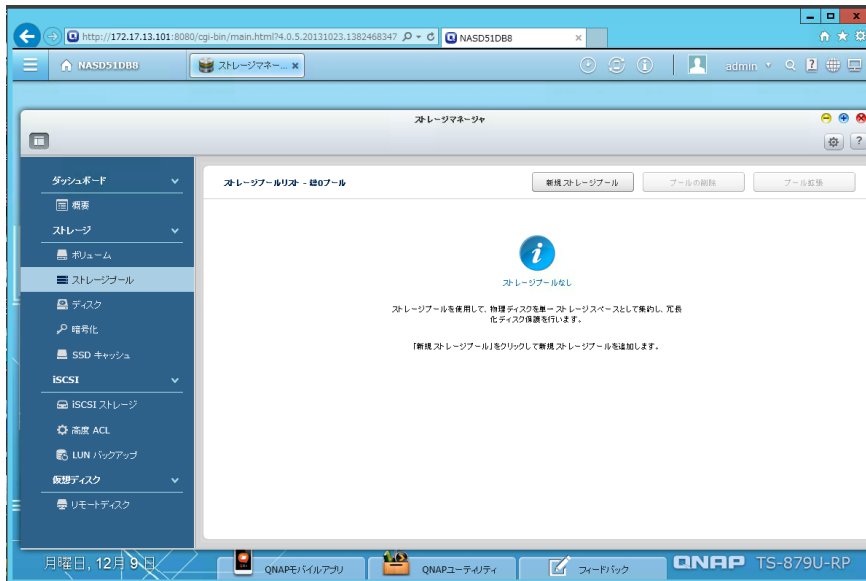 http://172.17.13.101:8080/cgi-bin/main.html?4.0.5.20131023.1382468347
NASD51DB8
NASD51DB8
ストレージマネー...
admin
ストレージマネージャ
ダッシュボード
概要
ストレージ
ボリューム
ストレージプール
ディスク
暗号化
SSD キャッシュ
iSCSI
iSCSI ストレージ
高度 ACL
LUN バックアップ
仮想ディスク
リモートディスク
ストレージプールリスト - 総0プール
新規ストレージプール
プールの削除
プール拡張
ストレージプールなし
ストレージプールを使用して、物理ディスクを単一ストレージスペースとして集約し、冗長
化ディスク保護を行います。
「新規ストレージプール」をクリックして新規ストレージプールを追加します。
月曜日, 12月 9 日
QNAPモバイルアプリ
QNAPユーティリティ
フィードバック
QNAP TS-879U-RP